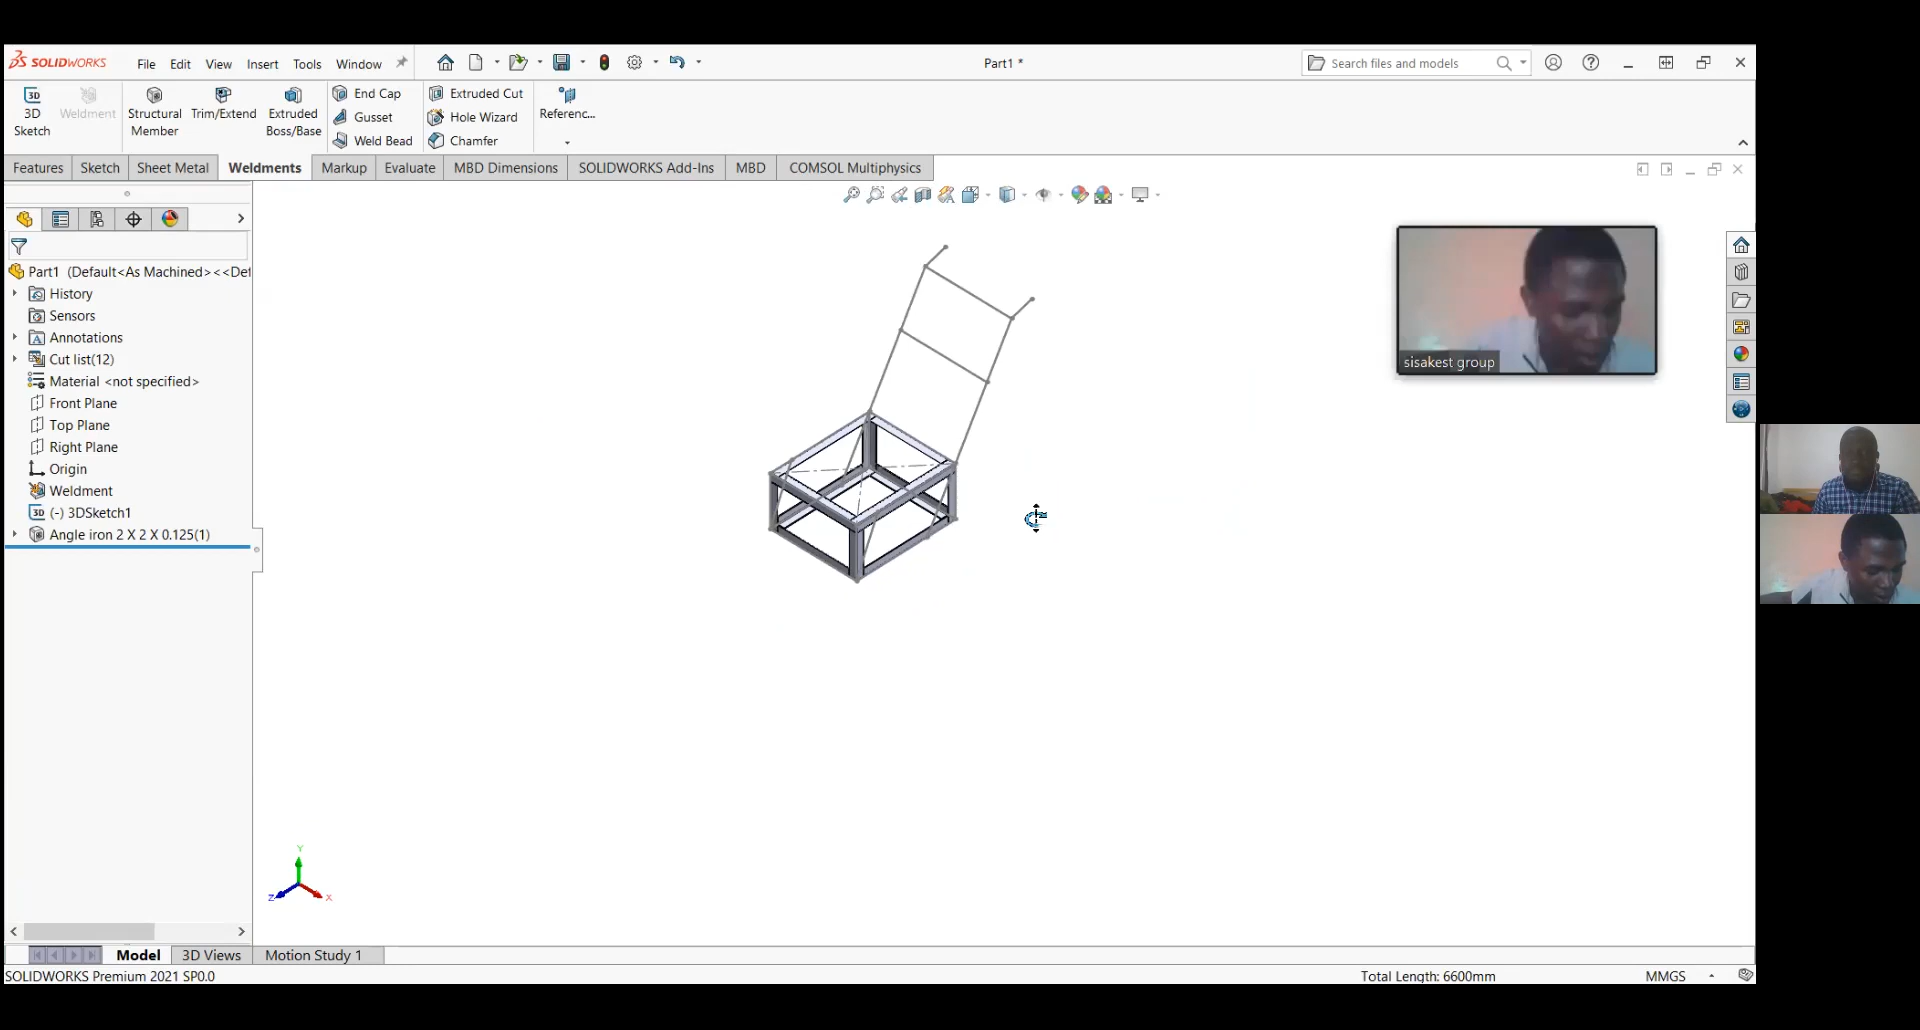 SOLIDWORKS File Edit View Insert Tools Window Part1 * Search files and models
3D Sketch Weldment Structural Member Trim/Extend Extruded Boss/Base End Cap Gusset Weld Bead Extruded Cut Hole Wizard Chamfer Referenc...
Features Sketch Sheet Metal Weldments Markup Evaluate MBD Dimensions SOLIDWORKS Add-Ins MBD COMSOL Multiphysics
Part1 (Default<As Machined><<Def
History
Sensors
Annotations
Cut list(12)
Material <not specified>
Front Plane
Top Plane
Right Plane
Origin
Weldment
(-) 3DSketch1
Angle iron 2 X 2 X 0.125(1)
sisakest group
Y
Z
X
Model 3D Views Motion Study 1
SOLIDWORKS Premium 2021 SP0.0 Total Length: 6600mm MMGS